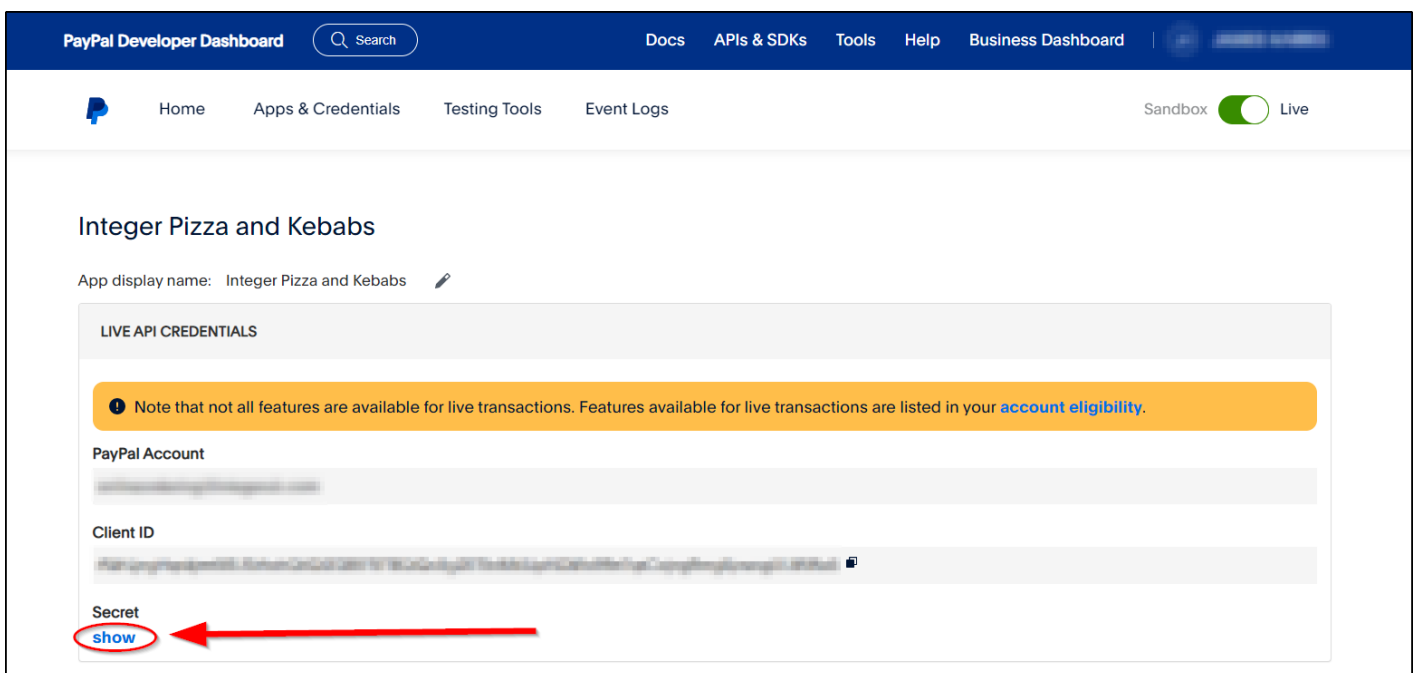 PayPal Developer Dashboard Search Docs APIs & SDKs Tools Help Business Dashboard
Home Apps & Credentials Testing Tools Event Logs Sandbox Live
Integer Pizza and Kebabs
App display name: Integer Pizza and Kebabs
LIVE API CREDENTIALS
Note that not all features are available for live transactions. Features available for live transactions are listed in your account eligibility.
PayPal Account
Client ID
Secret
show